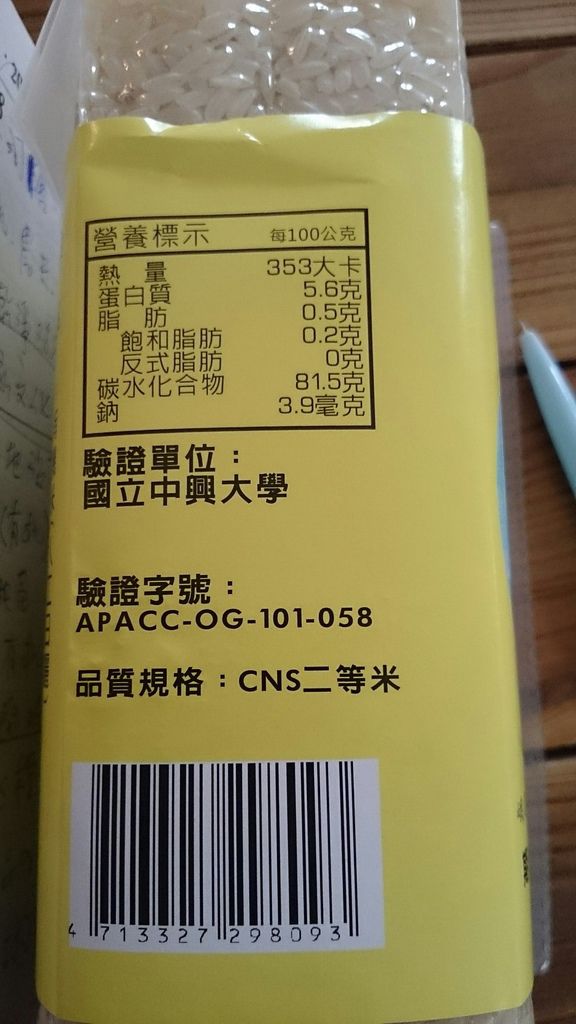 營養標示 每100公克
熱量 353大卡
蛋白質 5.6克
脂肪 0.5克
飽和脂肪 0.2克
反式脂肪 0克
碳水化合物 81.5克
鈉 3.9毫克
驗證單位：
國立中興大學
驗證字號：
APACC-OG-101-058
品質規格：CNS二等米
4 713327 298093